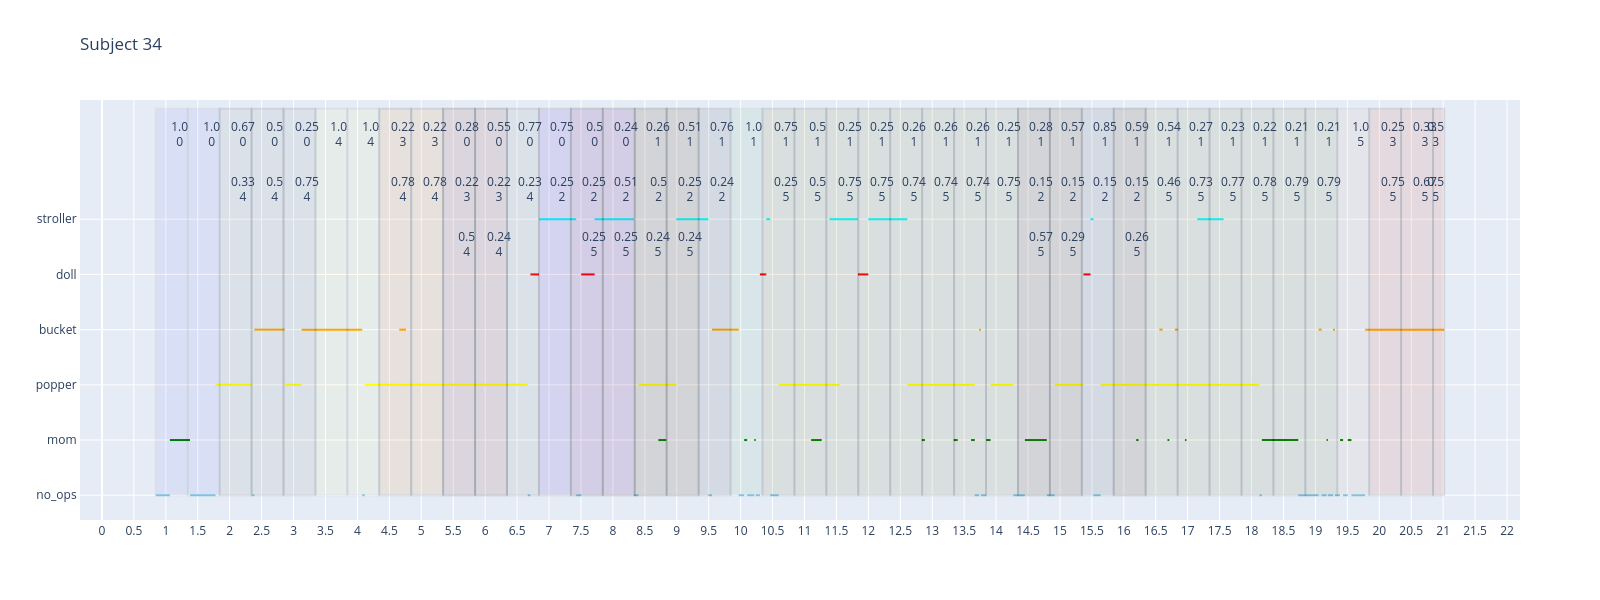 Subject 34
1.0 1.0 0.67 0.5 0.25 1.0 1.0 0.22 0.22 0.28 0.55 0.77 0.75 0.5 0.24 0.26 0.51 0.76 1.0 0.75 0.5 0.25 0.25 0.26 0.26 0.26 0.25 0.28 0.57 0.85 0.59 0.54 0.27 0.23 0.22 0.21 0.21 1.0 0.25
0 0 0 0 0 4 4 3 3 0 0 0 0 0 0 1 1 1 1 1 1 1 1 1 1 1 1 1 1 1 1 1 1 1 1 1 1 5 3 3 3
0.33 0.5 0.75 0.78 0.78 0.22 0.22 0.23 0.25 0.25 0.51 0.5 0.25 0.24 0.25 0.5 0.75 0.75 0.74 0.74 0.74 0.75 0.15 0.15 0.15 0.15 0.46 0.73 0.77 0.78 0.79 0.79 0.75
4 4 4 4 4 3 3 4 2 2 2 2 2 2 5 5 5 5 5 5 5 5 2 2 2 2 5 5 5 5 5 5 5 5 5
stroller
0.5 0.24 0.25 0.25 0.24 0.24 0.57 0.29 0.26
4 4 5 5 5 5 5 5 5
doll
bucket
popper
mom
no_ops
0 0.5 1 1.5 2 2.5 3 3.5 4 4.5 5 5.5 6 6.5 7 7.5 8 8.5 9 9.5 10 10.5 11 11.5 12 12.5 13 13.5 14 14.5 15 15.5 16 16.5 17 17.5 18 18.5 19 19.5 20 20.5 21 21.5 22